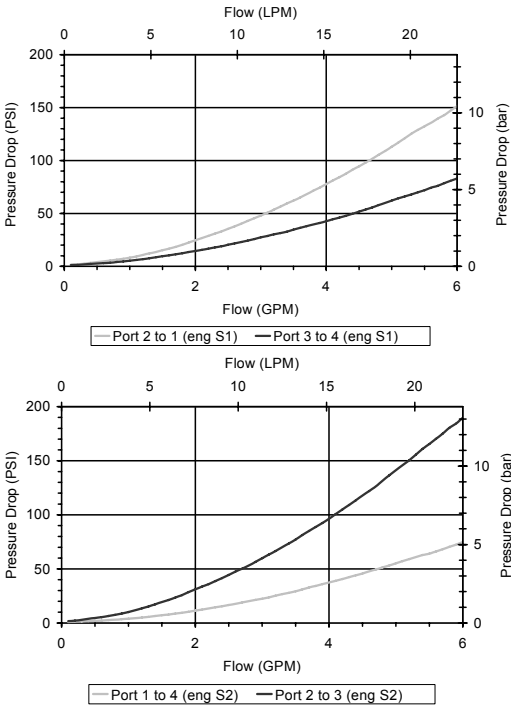 Flow (LPM)
0 5 10 15 20
200
150
100
50
0
Pressure Drop (PSI)
10
5
0
Pressure Drop (bar)
0 2 4 6
Flow (GPM)
Port 2 to 1 (eng S1) Port 3 to 4 (eng S1)
Flow (LPM)
0 5 10 15 20
200
150
100
50
0
Pressure Drop (PSI)
10
5
0
Pressure Drop (bar)
0 2 4 6
Flow (GPM)
Port 1 to 4 (eng S2) Port 2 to 3 (eng S2)